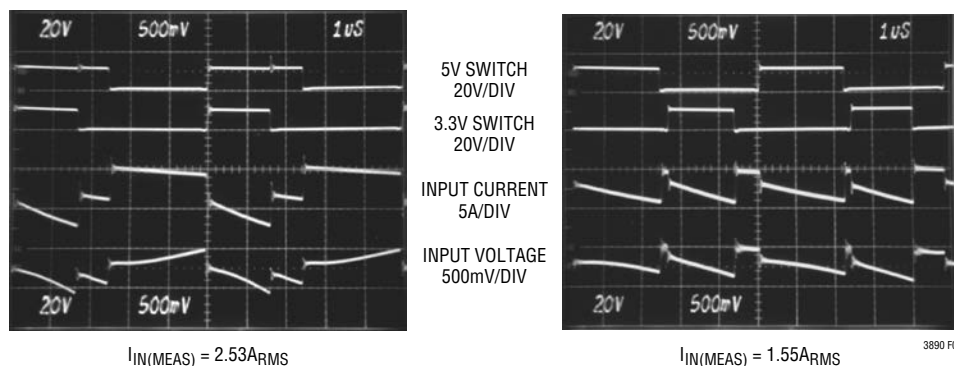 20V 500mV 1uS
20V 500mV
5V SWITCH
20V/DIV
3.3V SWITCH
20V/DIV
INPUT CURRENT
5A/DIV
INPUT VOLTAGE
500mV/DIV
20V 500mV 1uS
20V 500mV
IIN(MEAS) = 2.53ARMS
IIN(MEAS) = 1.55ARMS
3890